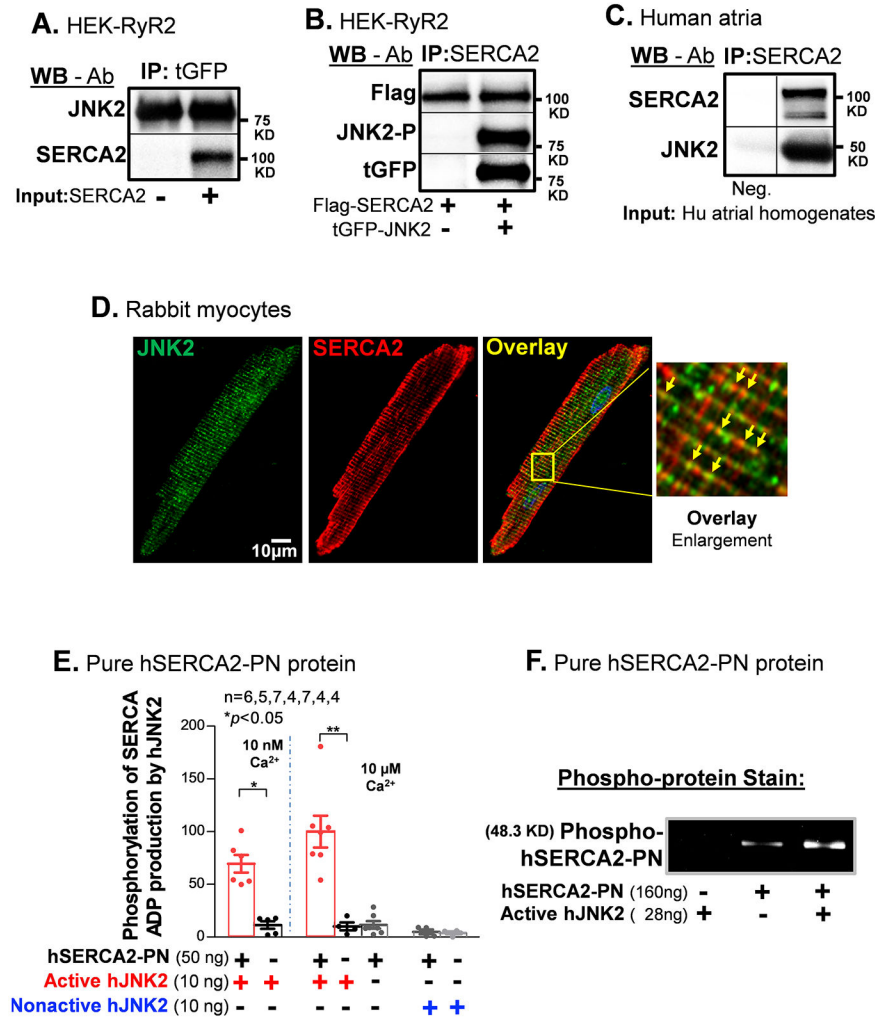 A. HEK-RyR2
WB - Ab IP: tGFP
JNK2
75 KD
SERCA2
100 KD
Input:SERCA2 - +
B. HEK-RyR2
WB - Ab IP:SERCA2
Flag
100 KD
JNK2-P
75 KD
tGFP
75 KD
Flag-SERCA2 + +
tGFP-JNK2 - +
C. Human atria
WB - Ab IP:SERCA2
SERCA2
100 KD
JNK2
50 KD
Neg.
Input: Hu atrial homogenates
D. Rabbit myocytes
JNK2
SERCA2
Overlay
10μm
Overlay
Enlargement
E. Pure hSERCA2-PN protein
Phosphorylation of SERCA
ADP production by hJNK2
n=6,5,7,4,7,4,4
*p<0.05
200
150
100
50
0
10 nM
Ca2+
*
**
10 μM
Ca2+
hSERCA2-PN (50 ng) + - + - + + -
Active hJNK2 (10 ng) + + + + - - -
Nonactive hJNK2 (10 ng) - - - - - + +
F. Pure hSERCA2-PN protein
Phospho-protein Stain:
(48.3 KD) Phospho-
hSERCA2-PN
hSERCA2-PN (160ng) - + +
Active hJNK2 ( 28ng) + - +